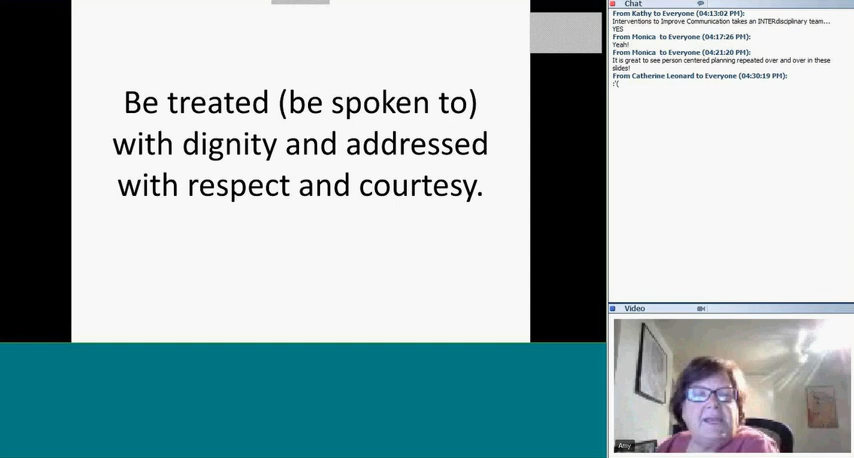 Be treated (be spoken to)
with dignity and addressed
with respect and courtesy.
Chat
From Kathy to Everyone (04:13:02 PM):
Interventions to Improve Communication takes an INTERdisciplinary team...
YES
From Monica to Everyone (04:17:26 PM):
Yeah!
From Monica to Everyone (04:21:20 PM):
It is great to see person centered planning repeated over and over in these
slides!
From Catherine Leonard to Everyone (04:30:19 PM):
:'(
Video
Amy